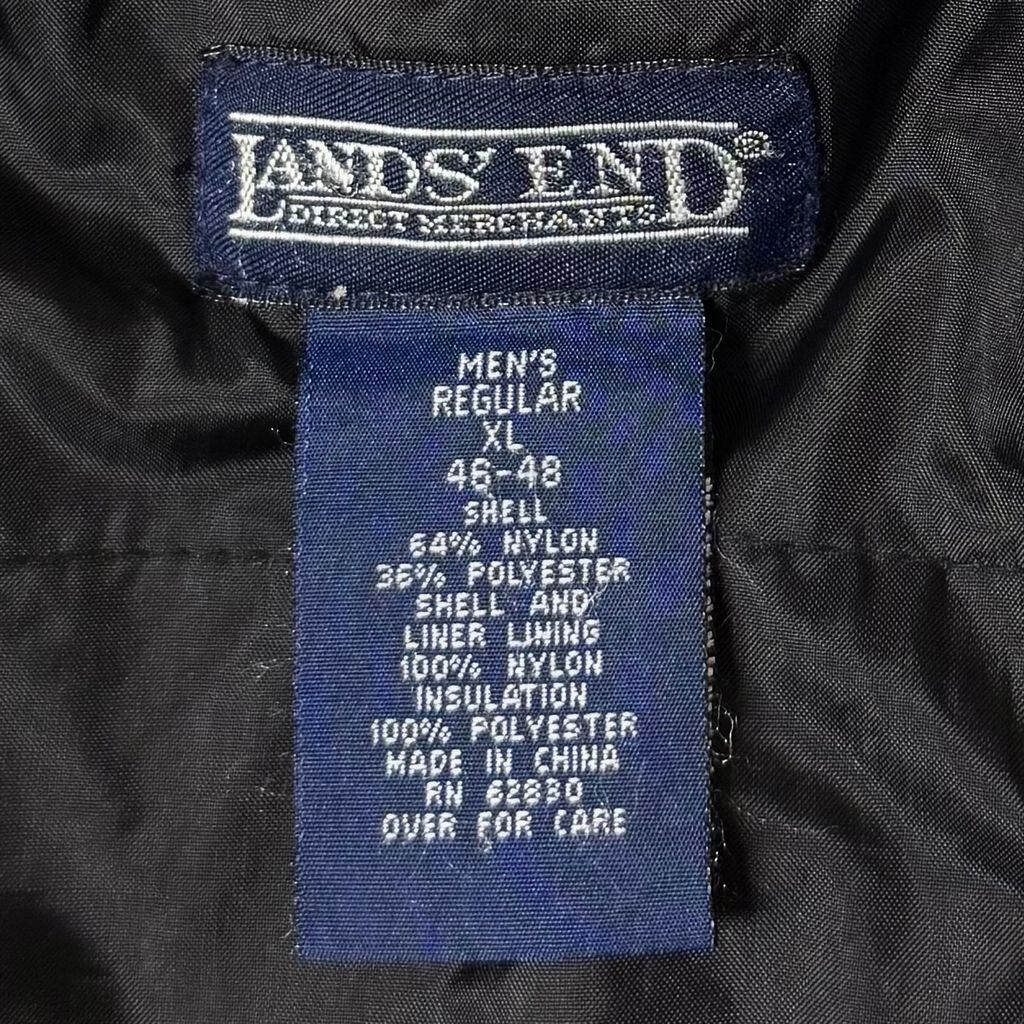 LANDS' END®
DIRECT MERCHANTS
MEN'S
REGULAR
XL
46-48
SHELL
64% NYLON
36% POLYESTER
SHELL AND
LINER LINING
100% NYLON
INSULATION
100% POLYESTER
MADE IN CHINA
RN 62830
OVER FOR CARE